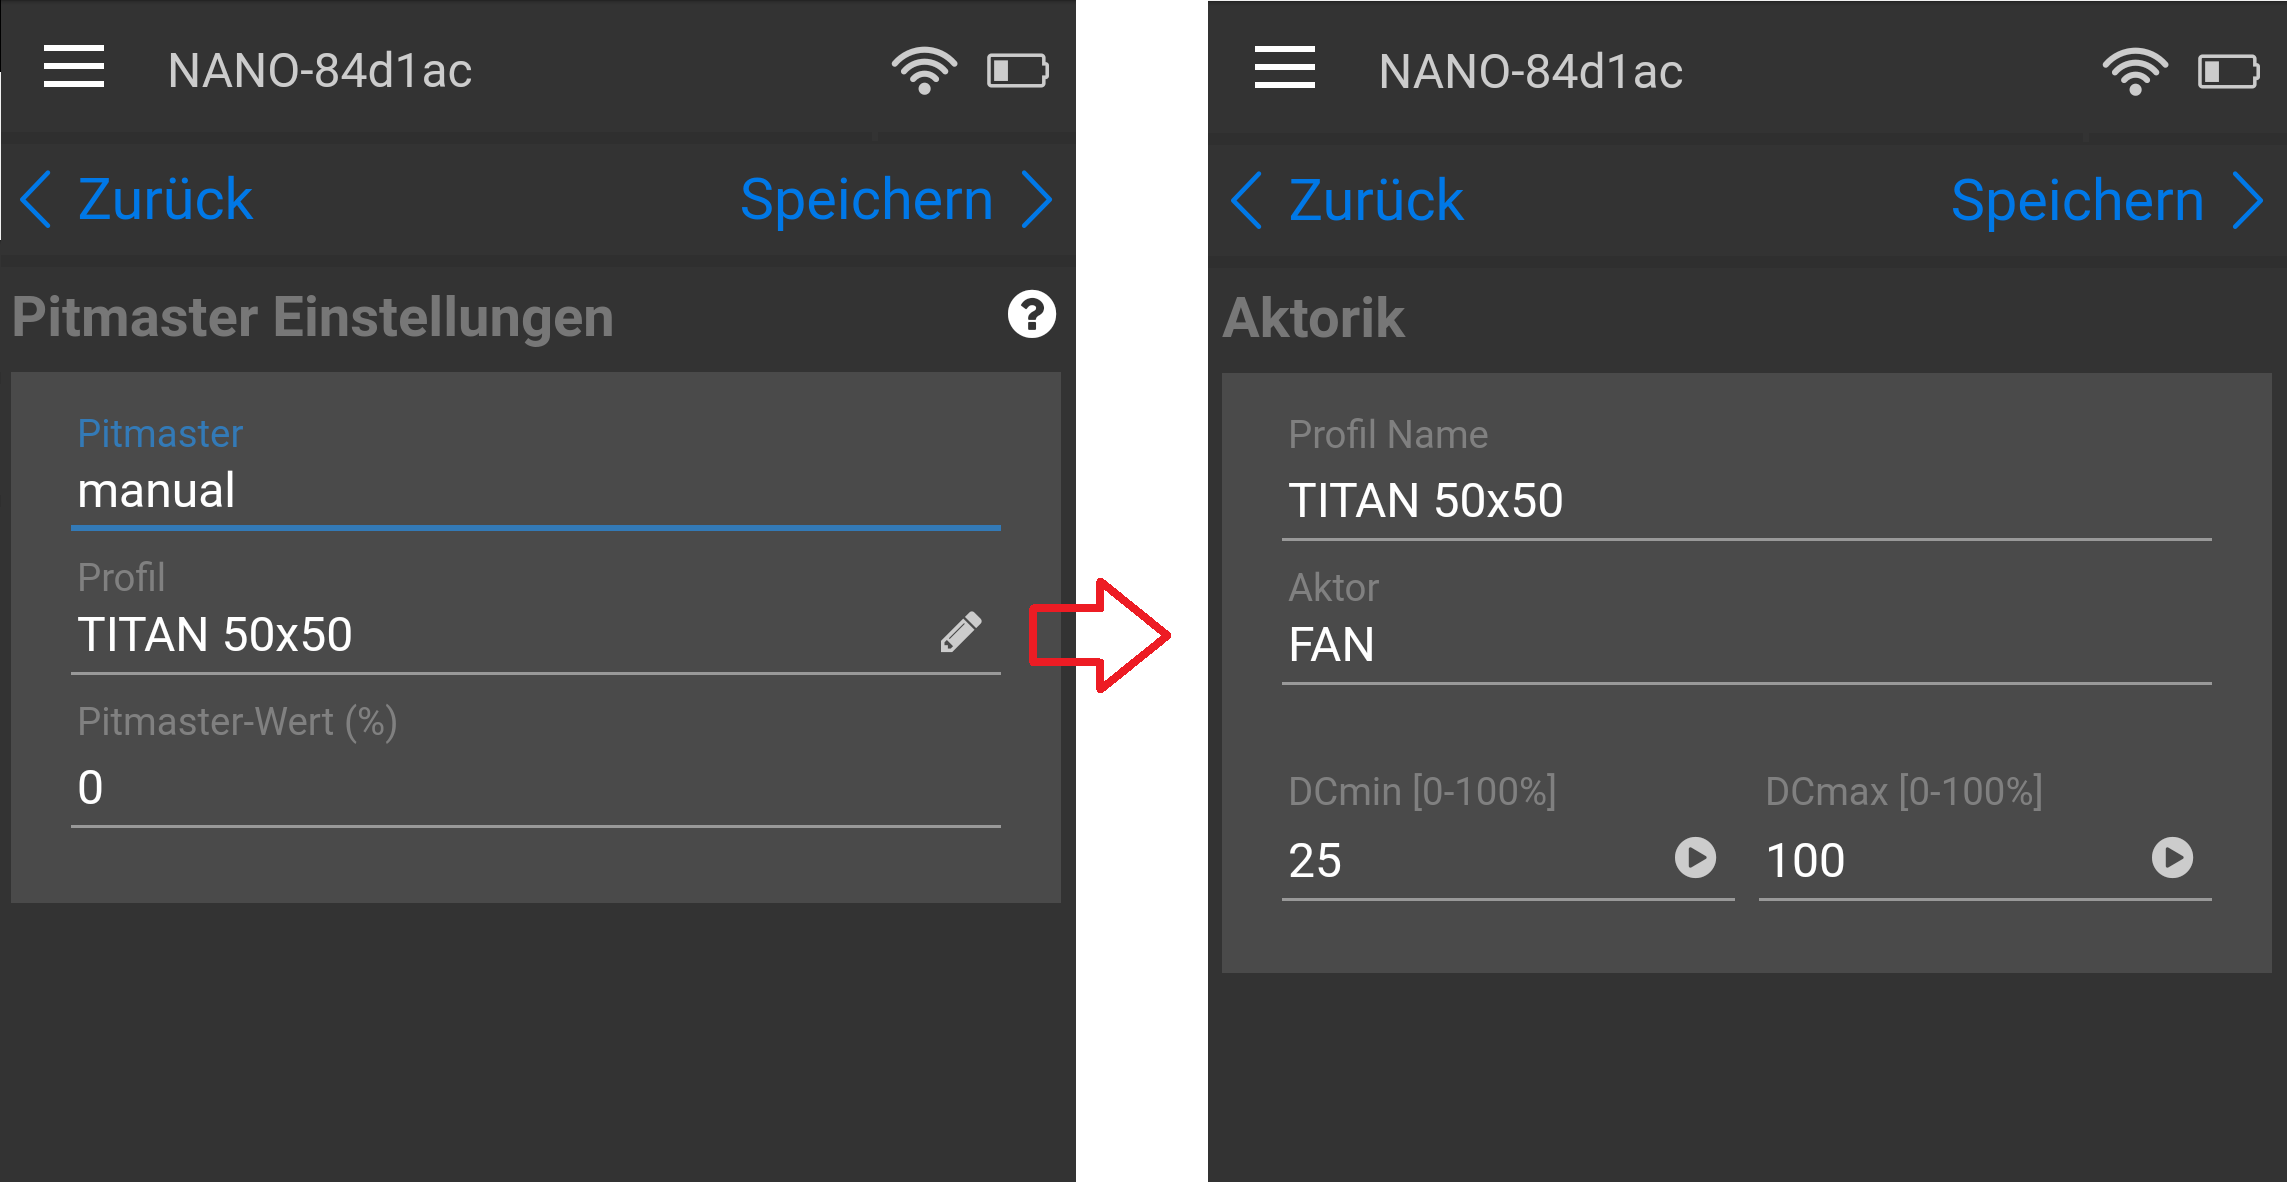 NANO-84d1ac
Zurück
Speichern
Pitmaster Einstellungen
?
Pitmaster
manual
Profil
TITAN 50x50
Pitmaster-Wert (%)
0
NANO-84d1ac
Zurück
Speichern
Aktorik
Profil Name
TITAN 50x50
Aktor
FAN
DCmin [0-100%]
25
DCmax [0-100%]
100